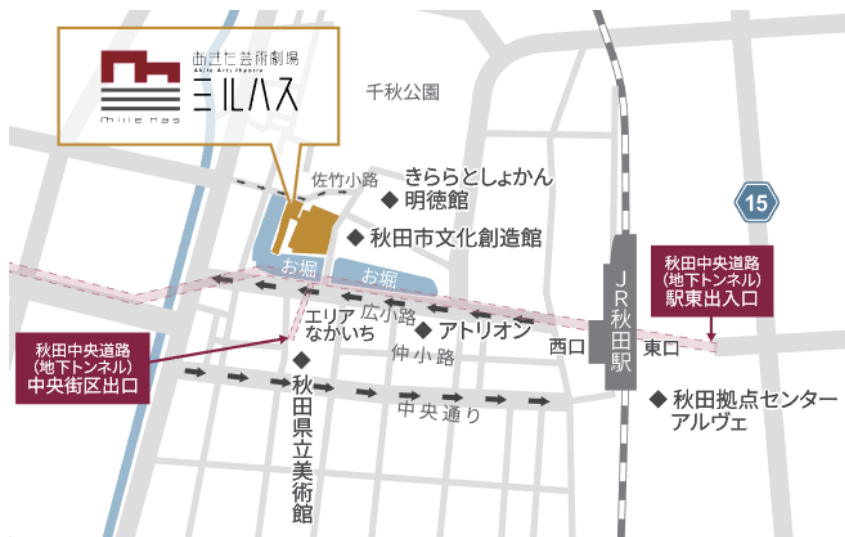 あきた芸術劇場
Akita Arts Theatre
ミルハス
mille Has
千秋公園
佐竹小路
きららとしょかん
明徳館
秋田市文化創造館
15
お堀
お堀
秋田中央道路
(地下トンネル)
駅東出入口
JR秋田駅
広小路
エリア
なかいち
アトリオン
西口
東口
仲小路
秋田中央道路
(地下トンネル)
中央街区出口
秋田県立美術館
中央通り
秋田拠点センター
アルヴェ